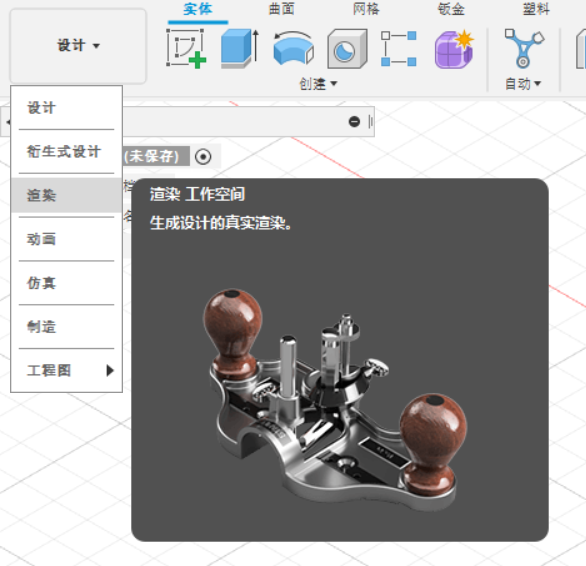 实体 曲面 网格 钣金 塑料
设计
创建 自动
设计
衍生式设计
(未保存)
渲染
渲染 工作空间
生成设计的真实渲染。
动画
仿真
制造
工程图